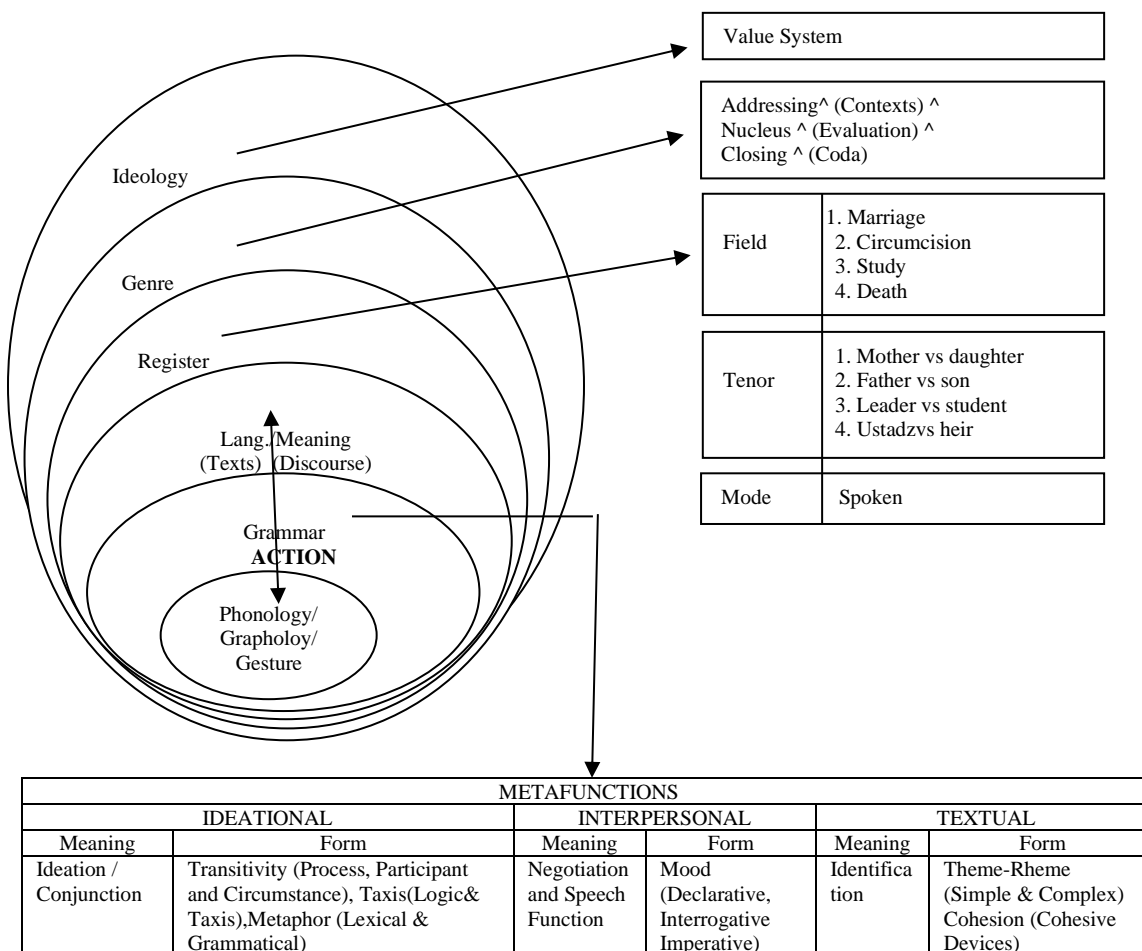 Value System
Addressing^ (Contexts) ^
Nucleus ^ (Evaluation) ^
Closing ^ (Coda)
Ideology
Genre
Register
Field
1. Marriage
2. Circumcision
3. Study
4. Death
Tenor
1. Mother vs daughter
2. Father vs son
3. Leader vs student
4. Ustadzvs heir
Mode
Spoken
Lang./Meaning
(Texts) (Discourse)
Grammar
ACTION
Phonology/
Grapholoy/
Gesture
METAFUNCTIONS
IDEATIONAL
INTERPERSONAL
TEXTUAL
Meaning
Form
Meaning
Form
Meaning
Form
Ideation /
Conjunction
Transitivity (Process, Participant
and Circumstance), Taxis(Logic&
Taxis),Metaphor (Lexical &
Grammatical)
Negotiation
and Speech
Function
Mood
(Declarative,
Interrogative
Imperative)
Identifica
tion
Theme-Rheme
(Simple & Complex)
Cohesion (Cohesive
Devices)